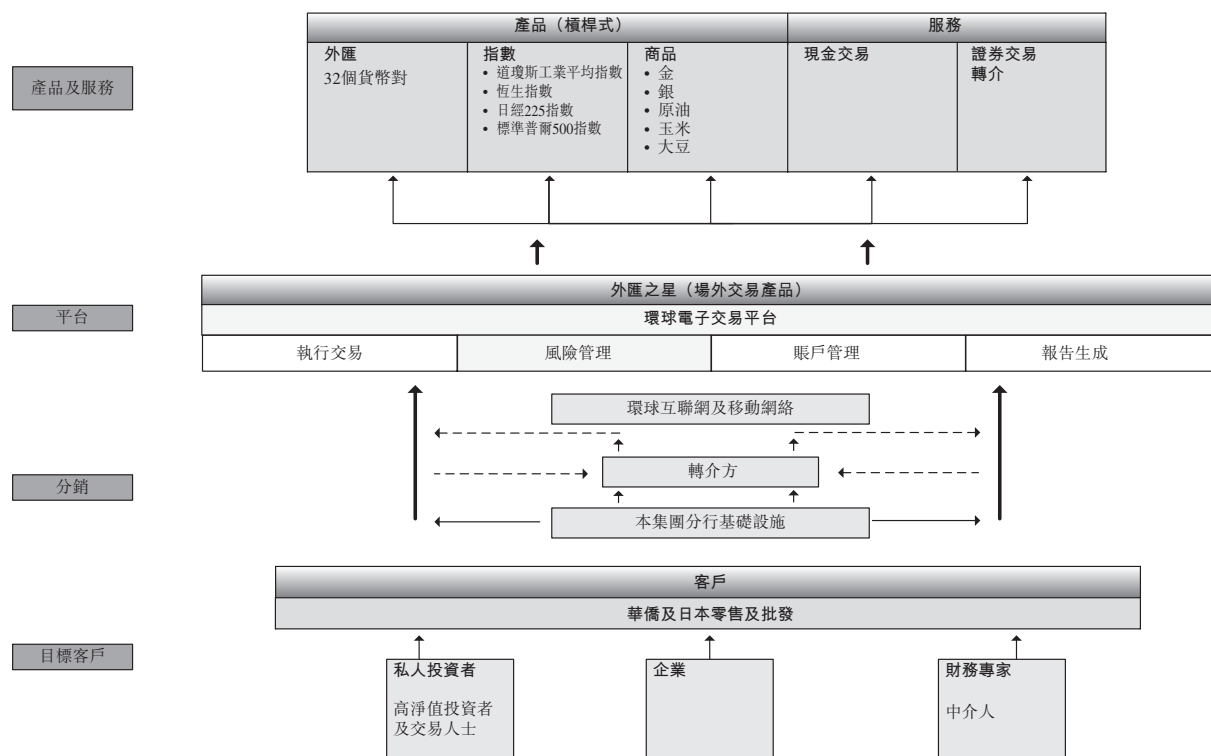 產品（槓桿式）
服務
產品及服務
外匯
32個貨幣對
指數
• 道瓊斯工業平均指數
• 恆生指數
• 日經225指數
• 標準普爾500指數
商品
• 金
• 銀
• 原油
• 玉米
• 大豆
現金交易
證券交易
轉介
平台
外匯之星（場外交易產品）
環球電子交易平台
執行交易
風險管理
賬戶管理
報告生成
分銷
環球互聯網及移動網絡
轉介方
本集團分行基礎設施
目標客戶
客戶
華僑及日本零售及批發
私人投資者
高淨值投資者
及交易人士
企業
財務專家
中介人